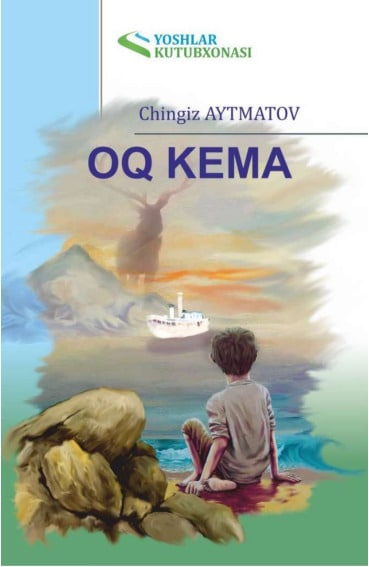 YOSHLAR
KUTUBXONASI
Chingiz AYTMATOV
OQ KEMA